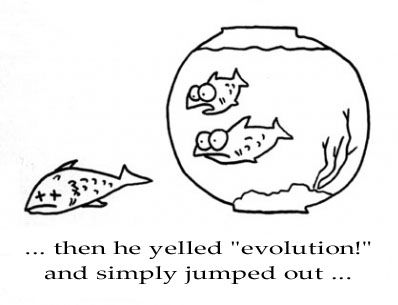 ... then he yelled "evolution!"
and simply jumped out ...